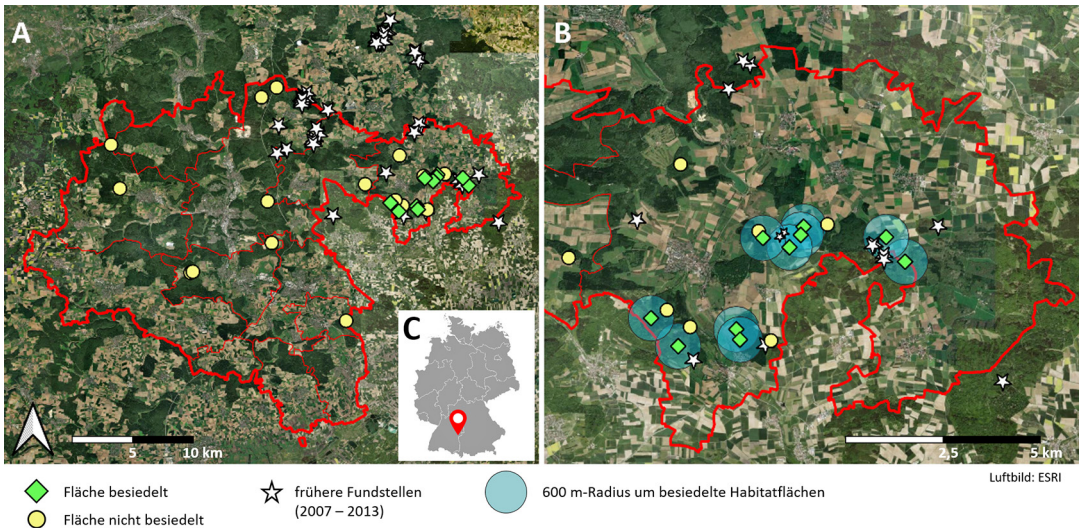 A
B
C
5
10 km
2,5
5 km
Luftbild: ESRI
Fläche besiedelt
Fläche nicht besiedelt
frühere Fundstellen
(2007 – 2013)
600 m-Radius um besiedelte Habitatflächen